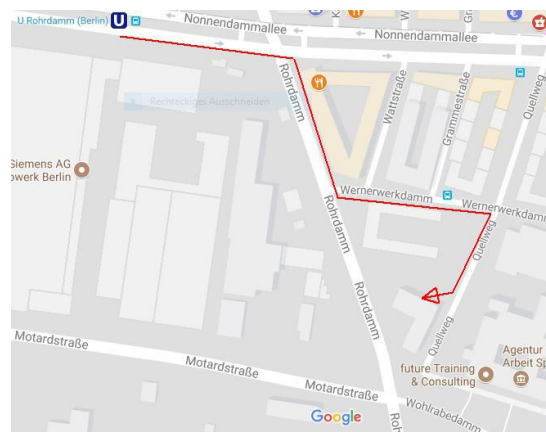 U Rohrdamm (Berlin)
U
Nonnendammallee
Nonnendammallee
Rohrdamm
Rechteckiges Ausschneiden
Wattstraße
Grammestraße
Quellweg
Siemens AG
owerk Berlin
Wernerwerkdamm
Wernerwerkdamm
Rohrdamm
Quellweg
Rohrdamm
Motardstraße
Quellweg
Agentur
Arbeit Sp
future Training
& Consulting
Motardstraße
Wohlrabedamm
Google